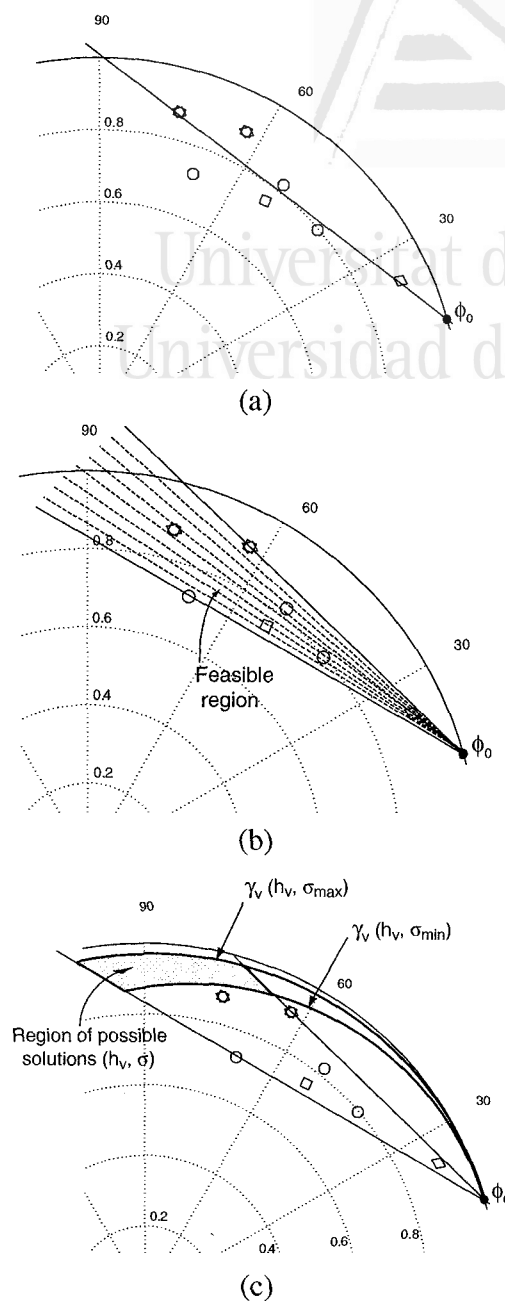 90
60
0.8
0.6
30
0.4
Universitat d
0.2
ϕ₀
Universidad d
(a)
90
60
0.8
0.6
30
Feasible
region
0.4
ϕ₀
0.2
(b)
γᵥ (hᵥ, σmax)
90
γᵥ (hᵥ, σmin)
60
Region of possible
solutions (hᵥ, σ)
30
ϕ₀
0.2
0.4
0.6
0.8
(c)